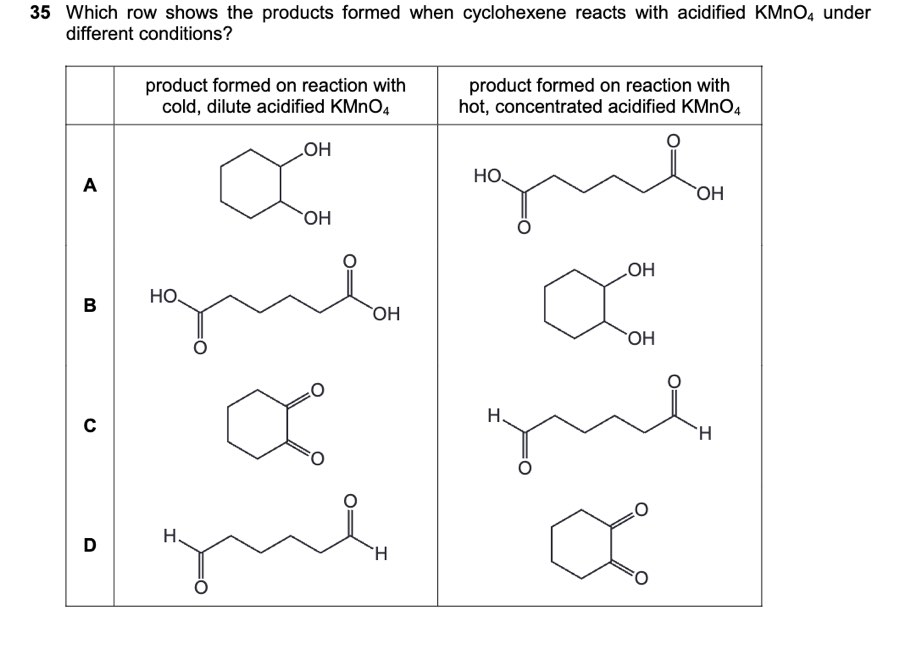 35 Which row shows the products formed when cyclohexene reacts with acidified KMnO₄ under
different conditions?
product formed on reaction with
cold, dilute acidified KMnO₄
product formed on reaction with
hot, concentrated acidified KMnO₄
A
OH
OH
HO
O
O
OH
B
HO
O
O
OH
OH
OH
C
O
O
H
O
O
H
D
H
O
O
H
O
O